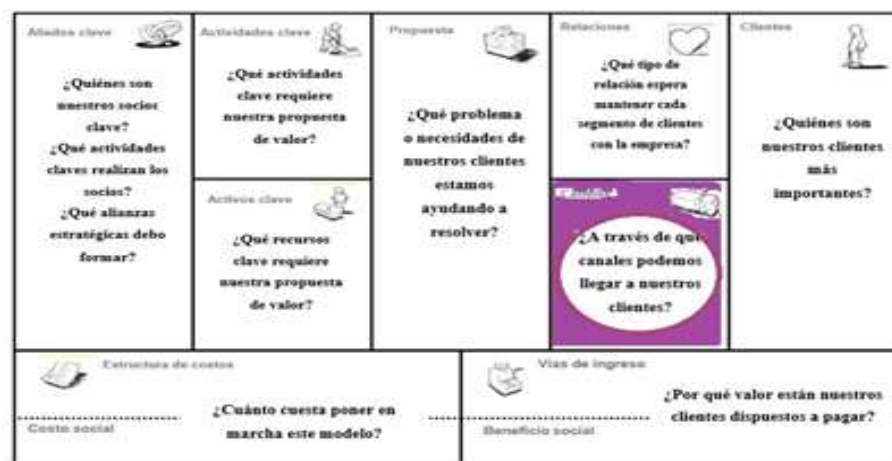 Aliados clave
¿Quiénes son
nuestros socios
clave?
¿Qué actividades
claves realizan los
socios?
¿Qué alianzas
estratégicas debo
formar?
Actividades clave
¿Qué actividades
clave requiere
nuestra propuesta
de valor?
Activos clave
¿Qué recursos
clave requiere
nuestra propuesta
de valor?
Propuesta
¿Qué problema
o necesidades de
nuestros clientes
estamos
ayudando a
resolver?
Relaciones
¿Qué tipo de
relación espera
mantener cada
segmento de clientes
con la empresa?
¿A través de qué
canales podemos
llegar a nuestros
clientes?
Clientes
¿Quiénes son
nuestros clientes
más
importantes?
Estructura de costos
¿Cuánto cuesta poner en
marcha este modelo?
Costo social
Vías de ingreso
¿Por qué valor están nuestros
clientes dispuestos a pagar?
Beneficio social